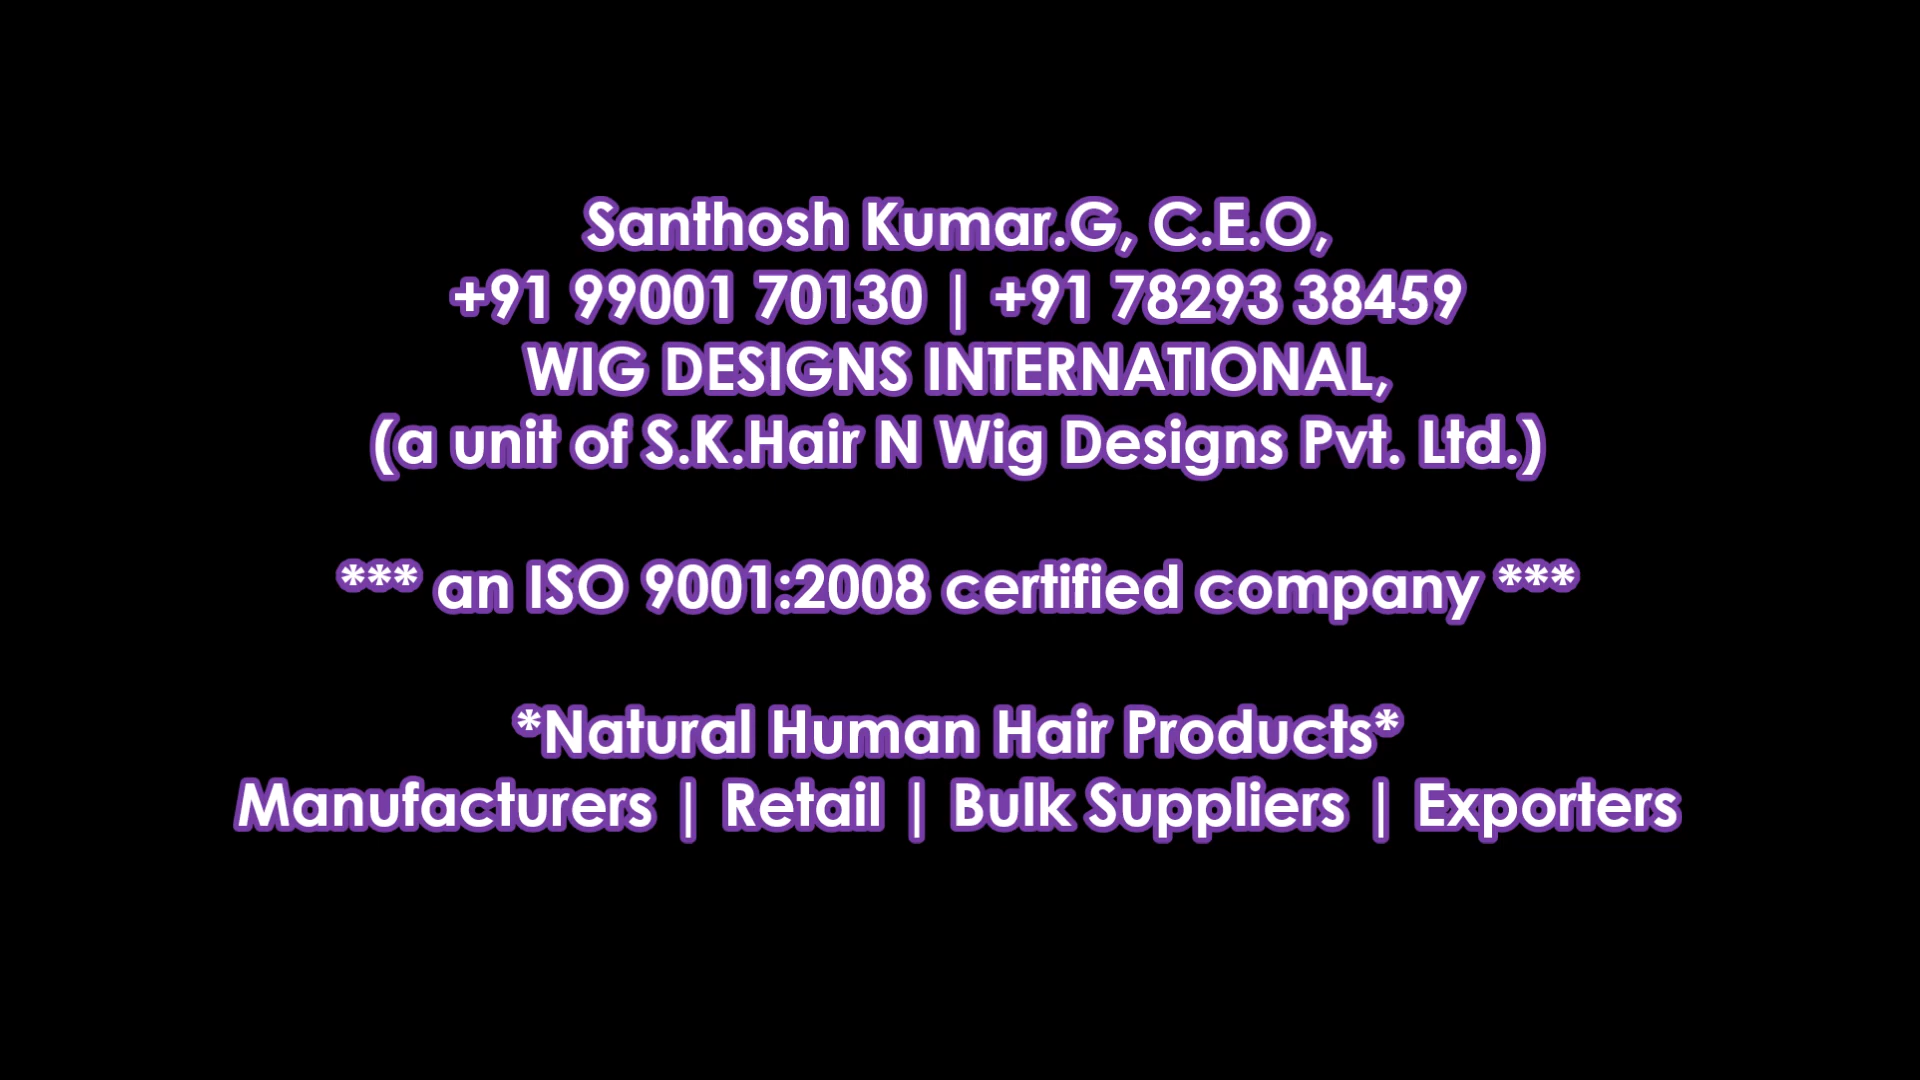 Santhosh Kumar.G, C.E.O,
+91 99001 70130 | +91 78293 38459
WIG DESIGNS INTERNATIONAL,
(a unit of S.K.Hair N Wig Designs Pvt. Ltd.)
*** an ISO 9001:2008 certified company ***
*Natural Human Hair Products*
Manufacturers | Retail | Bulk Suppliers | Exporters